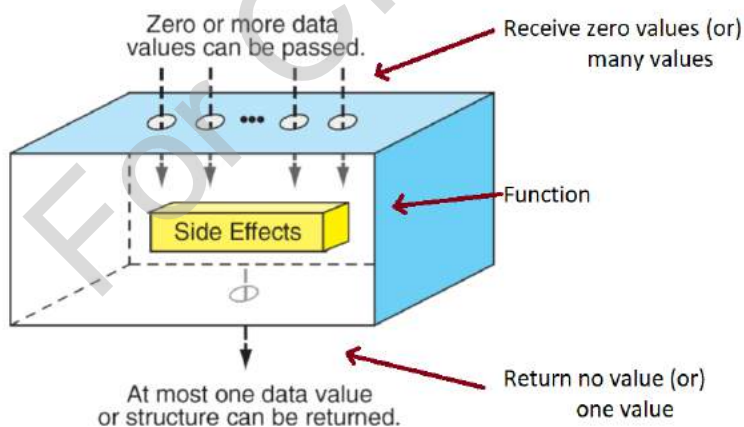 Zero or more data
values can be passed.
Receive zero values (or)
many values
Function
Side Effects
Return no value (or)
one value
At most one data value
or structure can be returned.